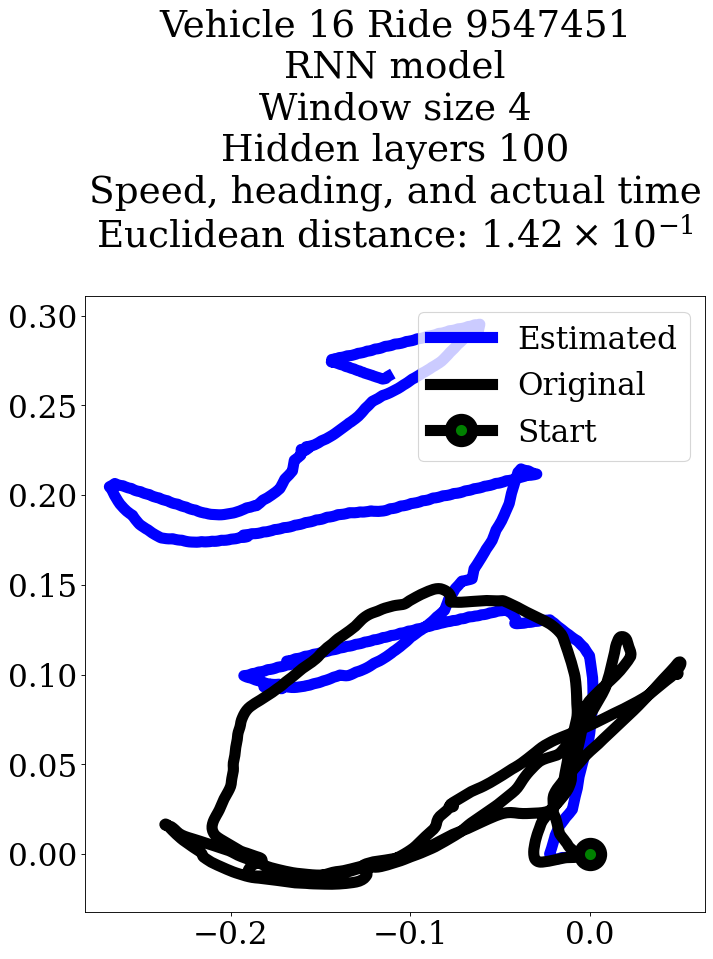 Vehicle 16 Ride 9547451
RNN model
Window size 4
Hidden layers 100
Speed, heading, and actual time
Euclidean distance: 1.42 × 10⁻¹
0.30
0.25
0.20
0.15
0.10
0.05
0.00
Estimated
Original
Start
−0.2 −0.1 0.0